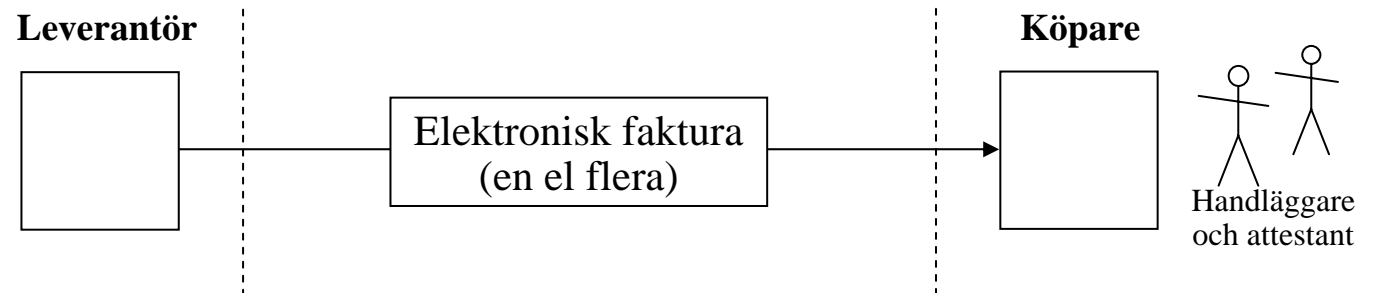 Leverantör
Köpare
Elektronisk faktura
(en el flera)
Handläggare
och attestant